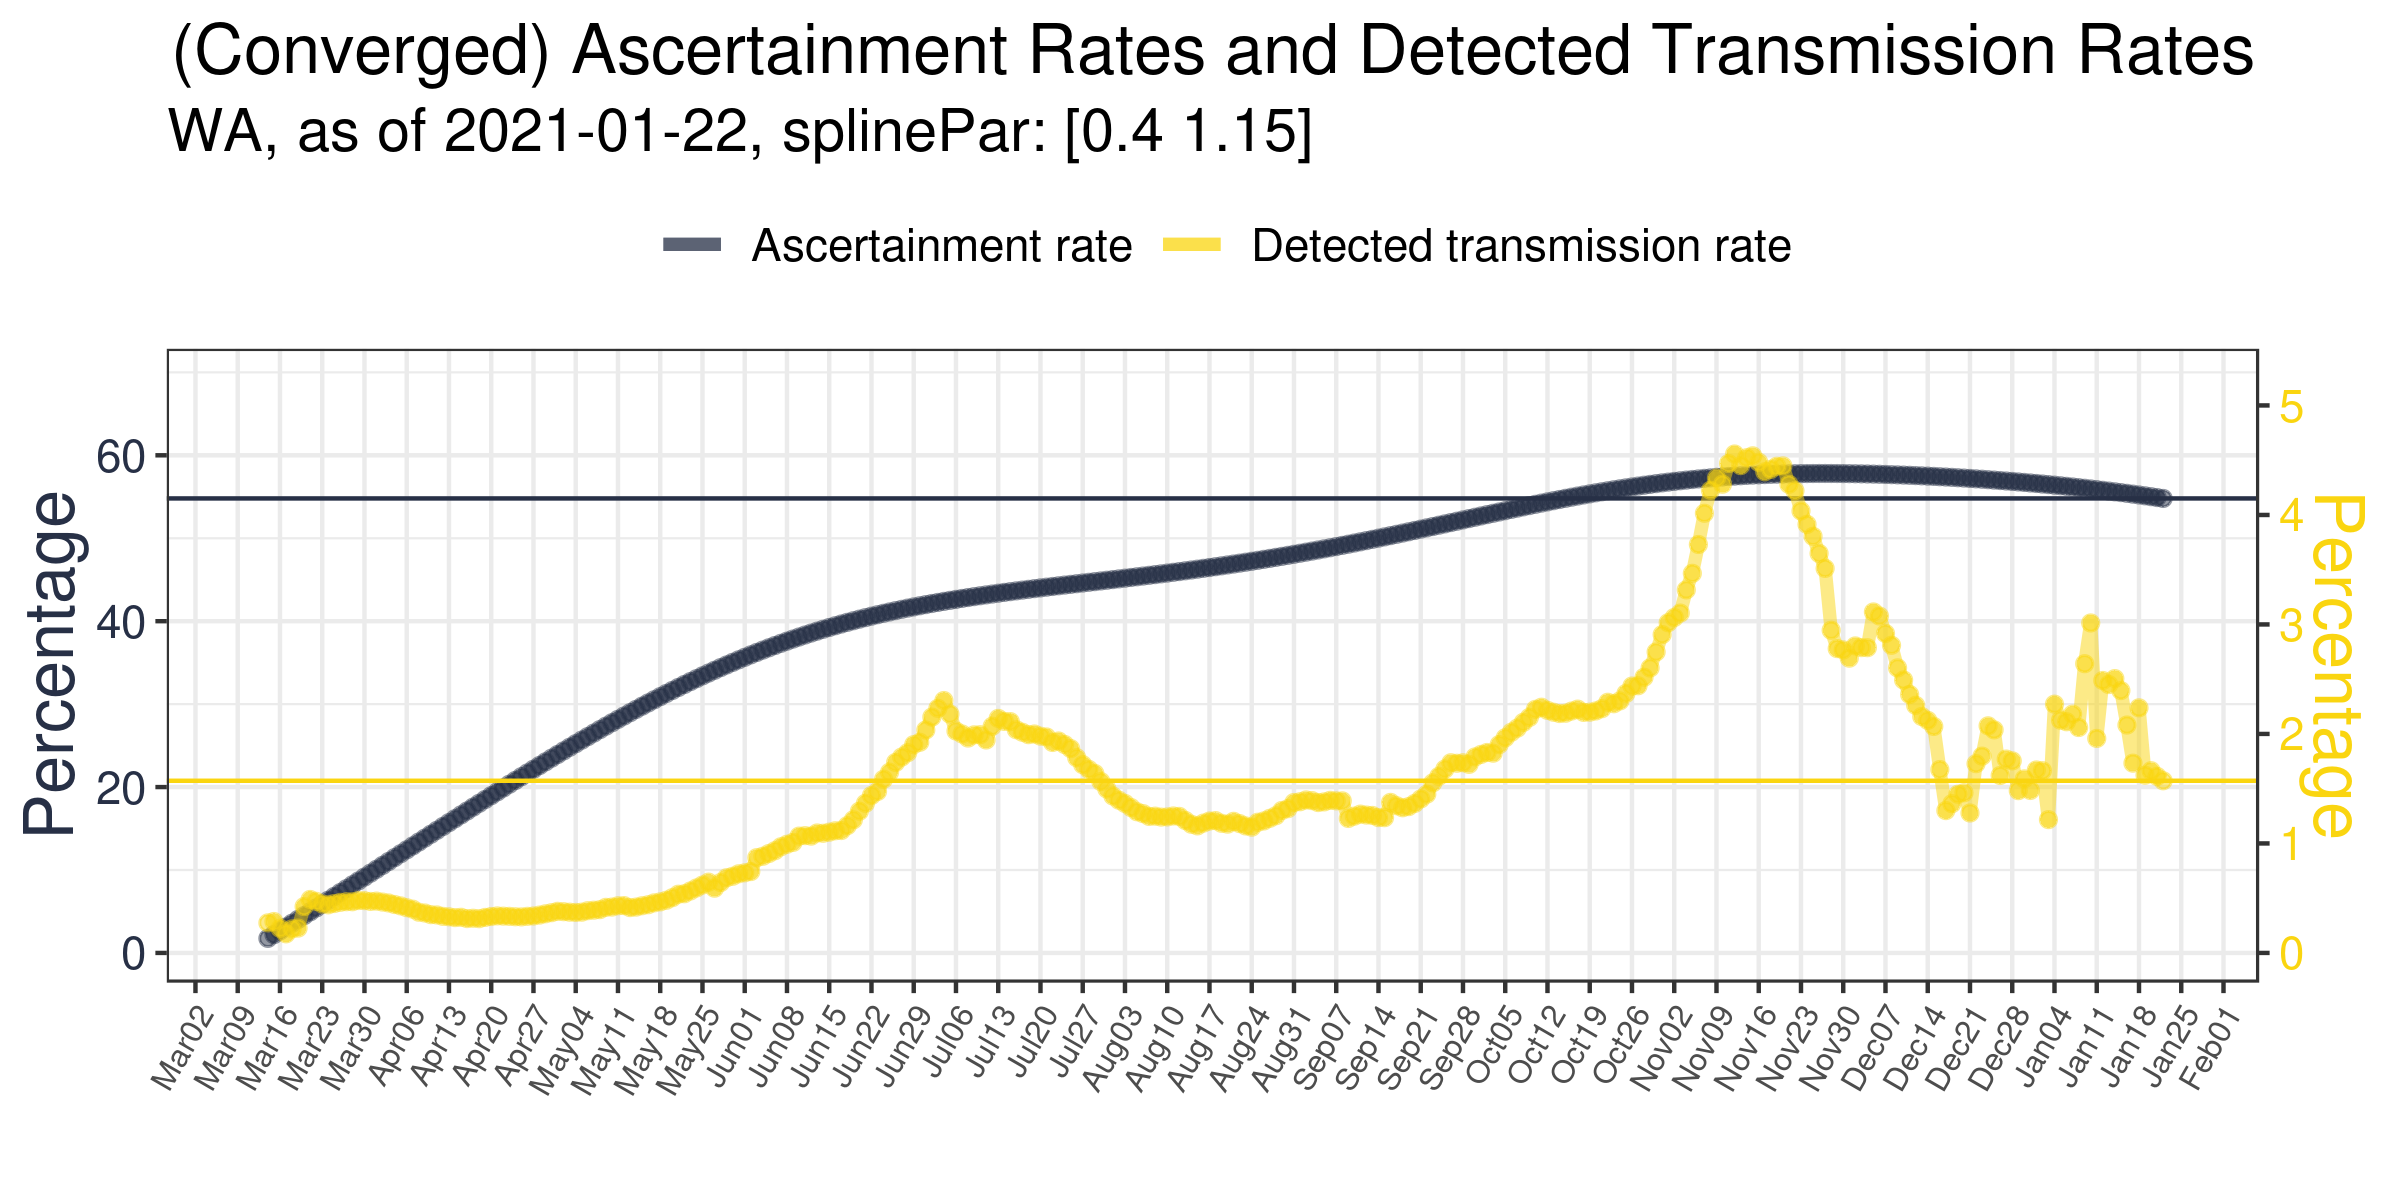 (Converged) Ascertainment Rates and Detected Transmission Rates
WA, as of 2021-01-22, splinePar: [0.4 1.15]
Ascertainment rate Detected transmission rate
Percentage
60
40
20
0
5
4
3
2
1
0
Percentage
Mar02 Mar09 Mar16 Mar23 Mar30 Apr06 Apr13 Apr20 Apr27 May04 May11 May18 May25 Jun01 Jun08 Jun15 Jun22 Jun29 Jul06 Jul13 Jul20 Jul27 Aug03 Aug10 Aug17 Aug24 Aug31 Sep07 Sep14 Sep21 Sep28 Oct05 Oct12 Oct19 Oct26 Nov02 Nov09 Nov16 Nov23 Nov30 Dec07 Dec14 Dec21 Dec28 Jan04 Jan11 Jan18 Jan25 Feb01